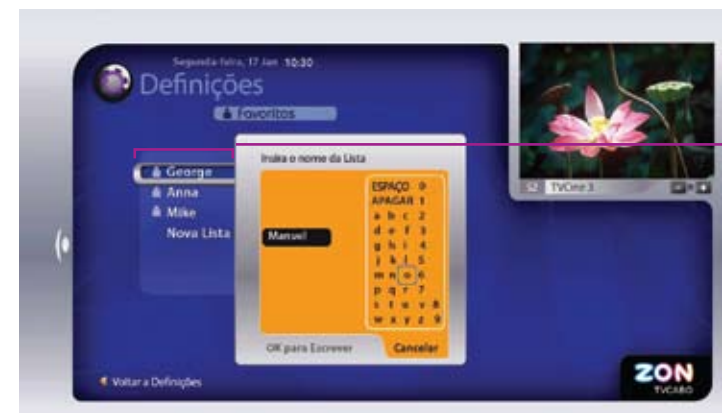 Segunda-feira, 17 Jan 10:30
Definições
Favoritos
George
Anna
Mike
Nova Lista
Insira o nome da Lista
Manuel
ESPAÇO 0
APAGAR 1
a b c 2
d e f 3
g h i 4
j k l 5
m n o 6
p q r 7
s t u v 8
w x y z 9
OK para Escrever
Cancelar
TVCine 3
Voltar a Definições
ZON
TVCABO